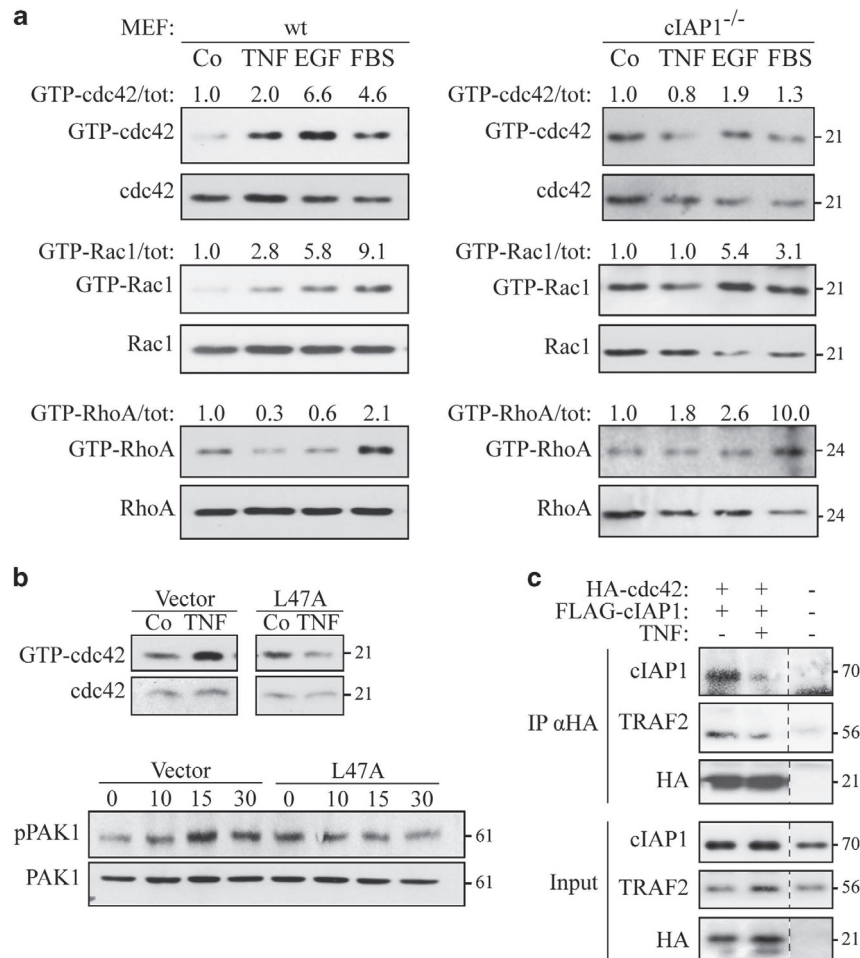 a
MEF: wt
Co TNF EGF FBS
GTP-cdc42/tot: 1.0 2.0 6.6 4.6
GTP-cdc42
cdc42
GTP-Rac1/tot: 1.0 2.8 5.8 9.1
GTP-Rac1
Rac1
GTP-RhoA/tot: 1.0 0.3 0.6 2.1
GTP-RhoA
RhoA
cIAP1-/-
Co TNF EGF FBS
GTP-cdc42/tot: 1.0 0.8 1.9 1.3
GTP-cdc42 21
cdc42 21
GTP-Rac1/tot: 1.0 1.0 5.4 3.1
GTP-Rac1 21
Rac1 21
GTP-RhoA/tot: 1.0 1.8 2.6 10.0
GTP-RhoA 24
RhoA 24
b
Vector L47A
Co TNF Co TNF
GTP-cdc42 21
cdc42 21
Vector L47A
0 10 15 30 0 10 15 30
pPAK1 61
PAK1 61
c
HA-cdc42: + + -
FLAG-cIAP1: + + -
TNF: - + -
IP αHA
cIAP1 70
TRAF2 56
HA 21
Input
cIAP1 70
TRAF2 56
HA 21